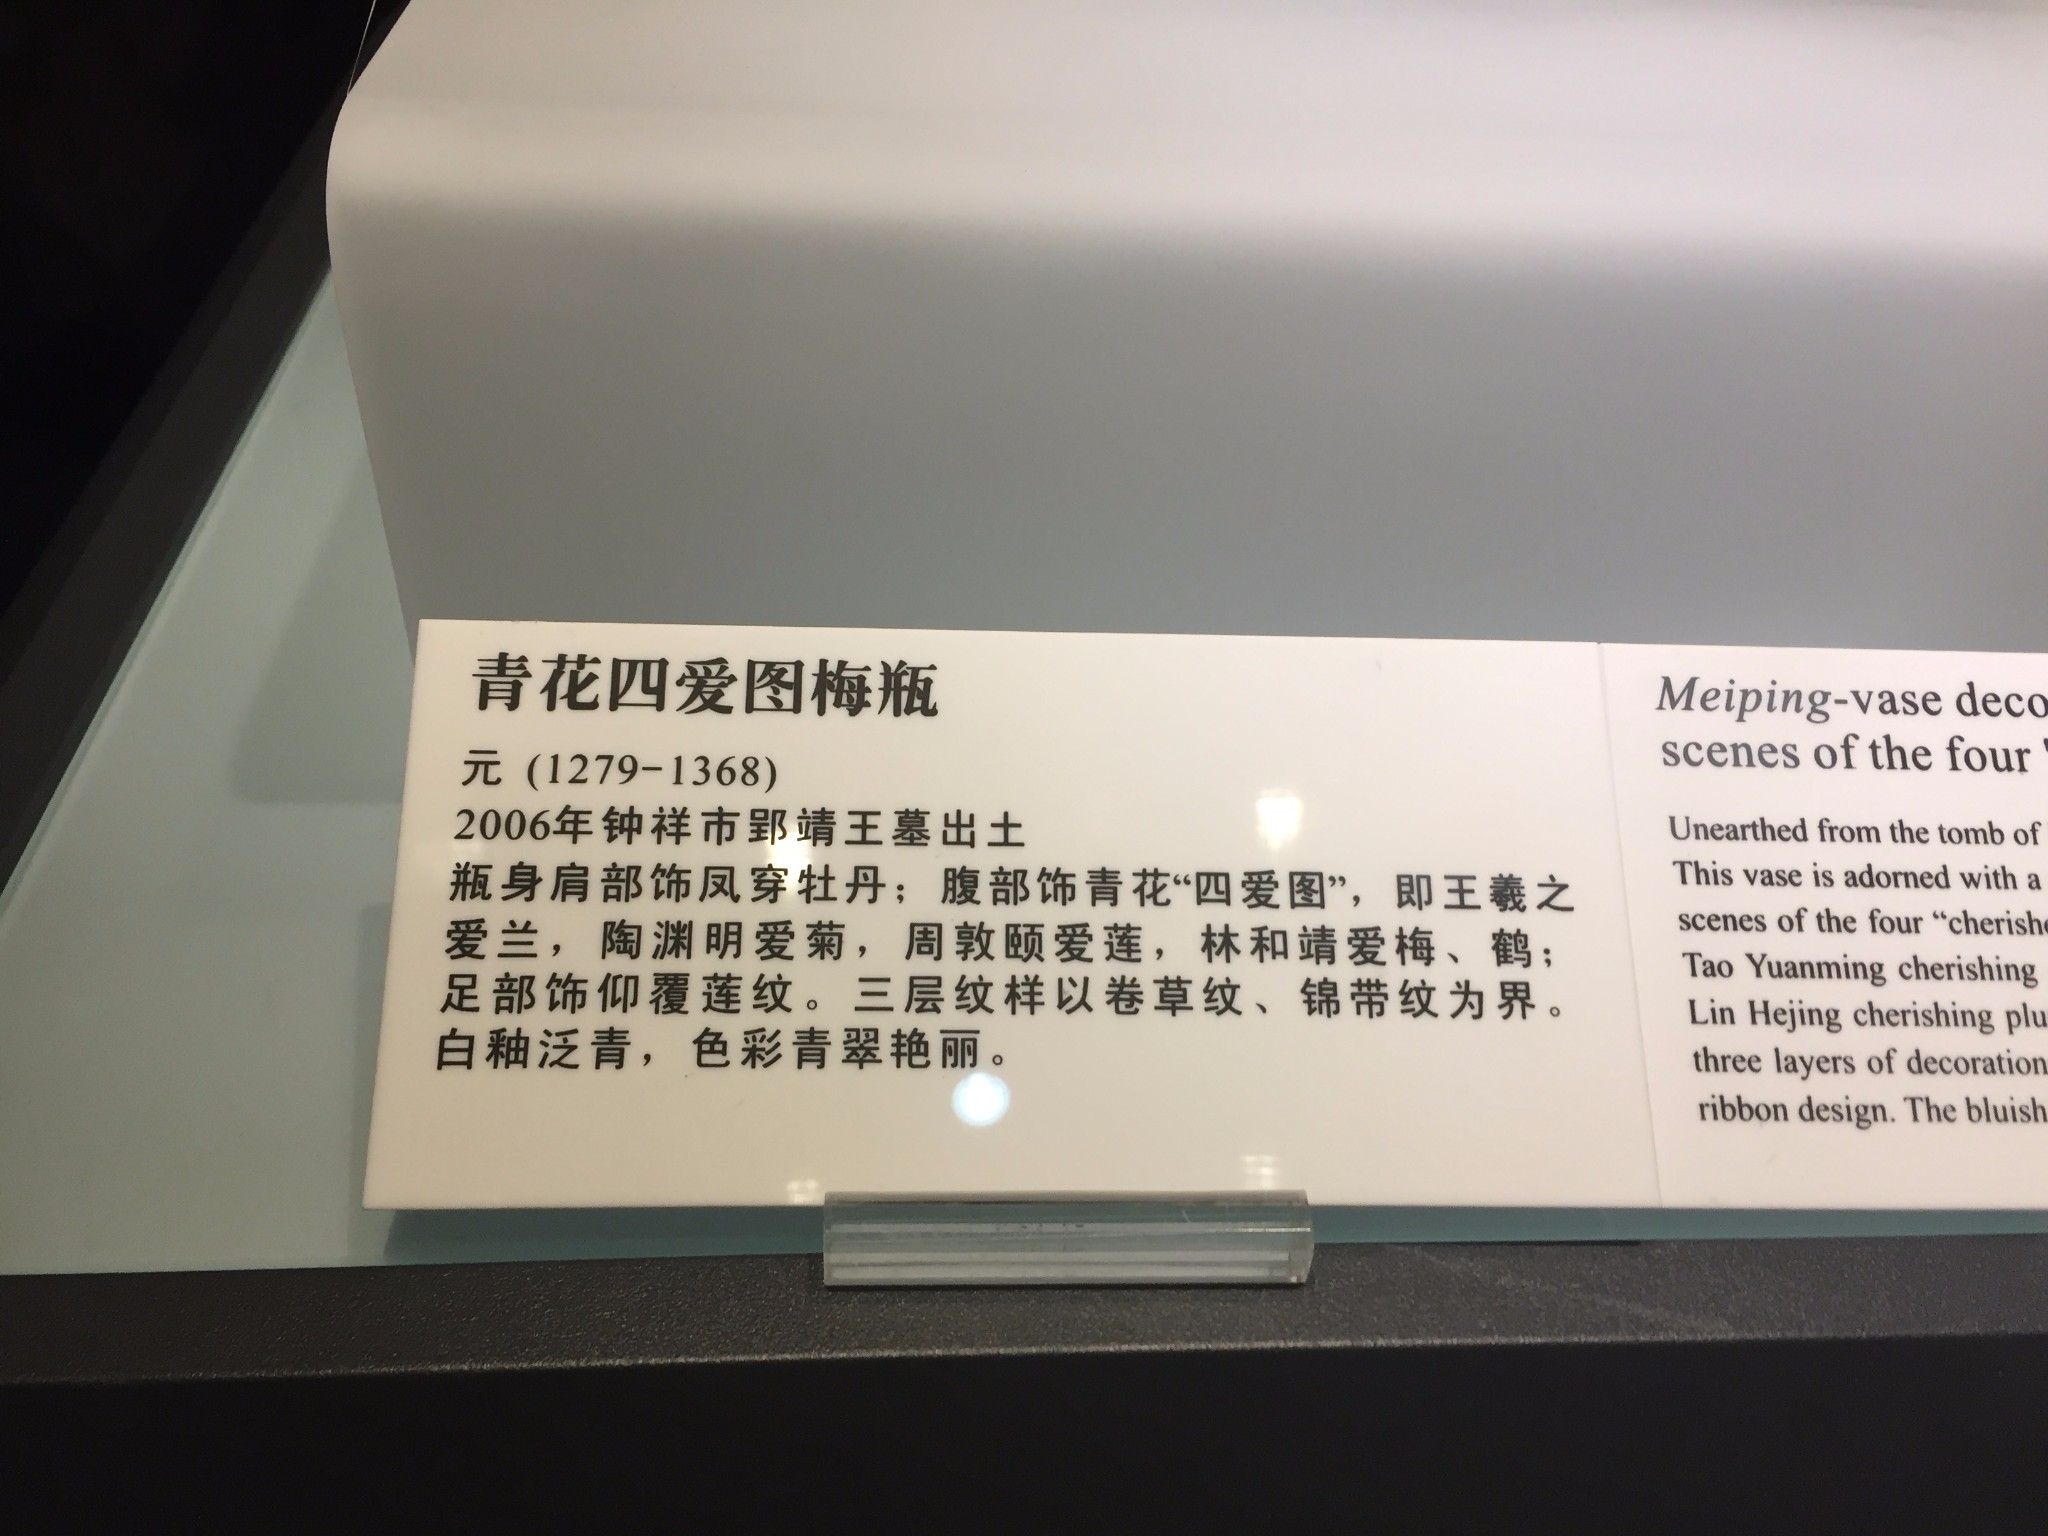 青花四爱图梅瓶
元 (1279-1368)
2006年钟祥市郢靖王墓出土
瓶身肩部饰凤穿牡丹；腹部饰青花“四爱图”，即王羲之
爱兰，陶渊明爱菊，周敦颐爱莲，林和靖爱梅、鹤；
足部饰仰覆莲纹。三层纹样以卷草纹、锦带纹为界。
白釉泛青，色彩青翠艳丽。
Meiping-vase deco
scenes of the four "
Unearthed from the tomb of
This vase is adorned with a
scenes of the four “cherishe
Tao Yuanming cherishing
Lin Hejing cherishing plu
three layers of decoration
ribbon design. The bluish